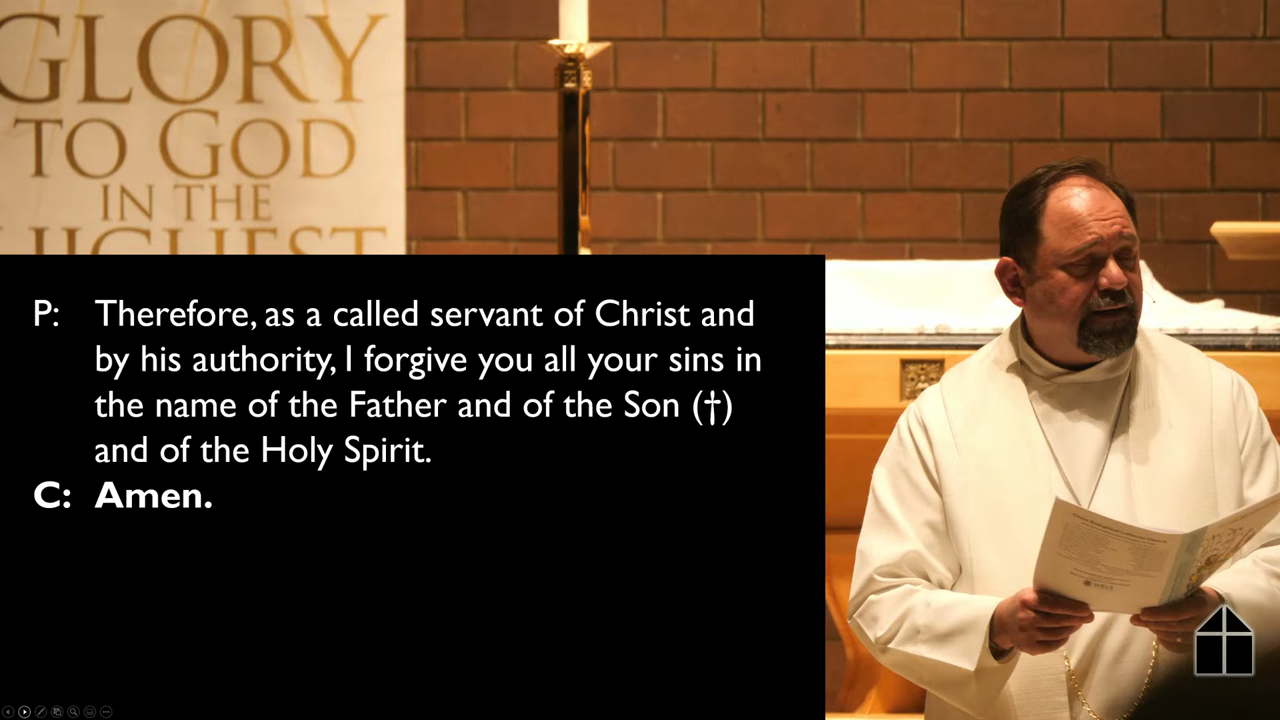 GLORY
TO GOD
IN THE
HIGHEST
P: Therefore, as a called servant of Christ and
by his authority, I forgive you all your sins in
the name of the Father and of the Son (†)
and of the Holy Spirit.
C: Amen.